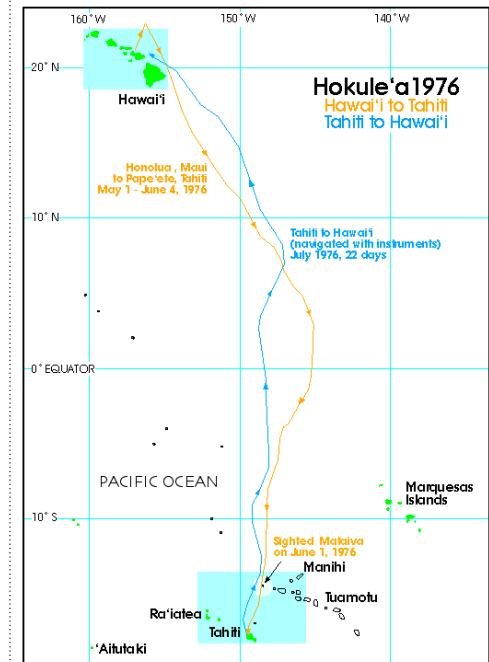 160° W
150° W
140° W
20° N
Hawai‘i
Hokule‘a1976
Hawai‘i to Tahiti
Tahiti to Hawai‘i
Honolua, Maui
to Pape‘ete, Tahiti
May 1 - June 4, 1976
10° N
Tahiti to Hawai‘i
(navigated with instruments)
July 1976, 22 days
0° EQUATOR
PACIFIC OCEAN
Marquesas
Islands
10° S
Sighted Mataiva
on June 1, 1976
Manihi
Tuamotu
Ra‘iatea
Tahiti
‘Aitutaki